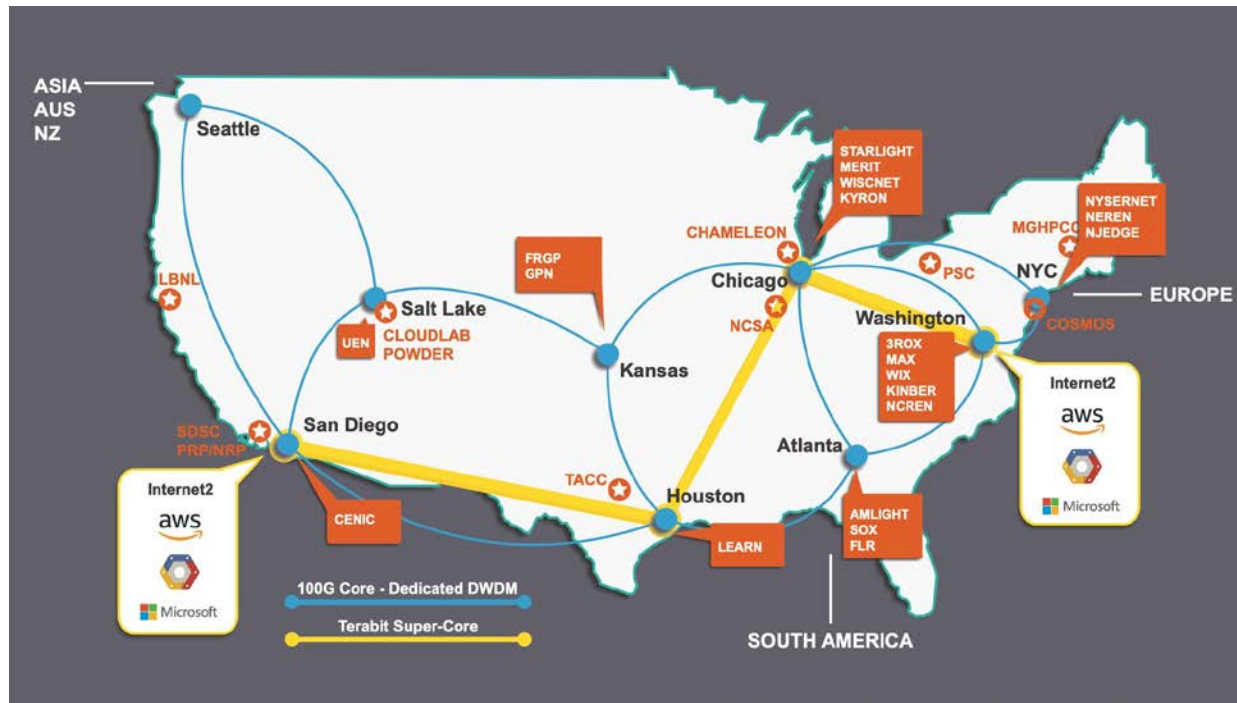 ASIA
AUS
NZ
Seattle
STARLIGHT
MERIT
WISCNET
KYRON
NYSERNET
NEREN
NJEDGE
MGHPCC
CHAMELEON
FRGP
GPN
PSC
NYC
LBNL
Chicago
EUROPE
Salt Lake
NCSA
Washington
COSMOS
UEN
CLOUDLAB
POWDER
3ROX
MAX
WIX
KINBER
NCREN
Kansas
Internet2
aws
Microsoft
San Diego
SDSC
PRP/NRP
Atlanta
TACC
Houston
Internet2
aws
Microsoft
CENIC
LEARN
AMLIGHT
SOX
FLR
100G Core - Dedicated DWDM
Terabit Super-Core
SOUTH AMERICA